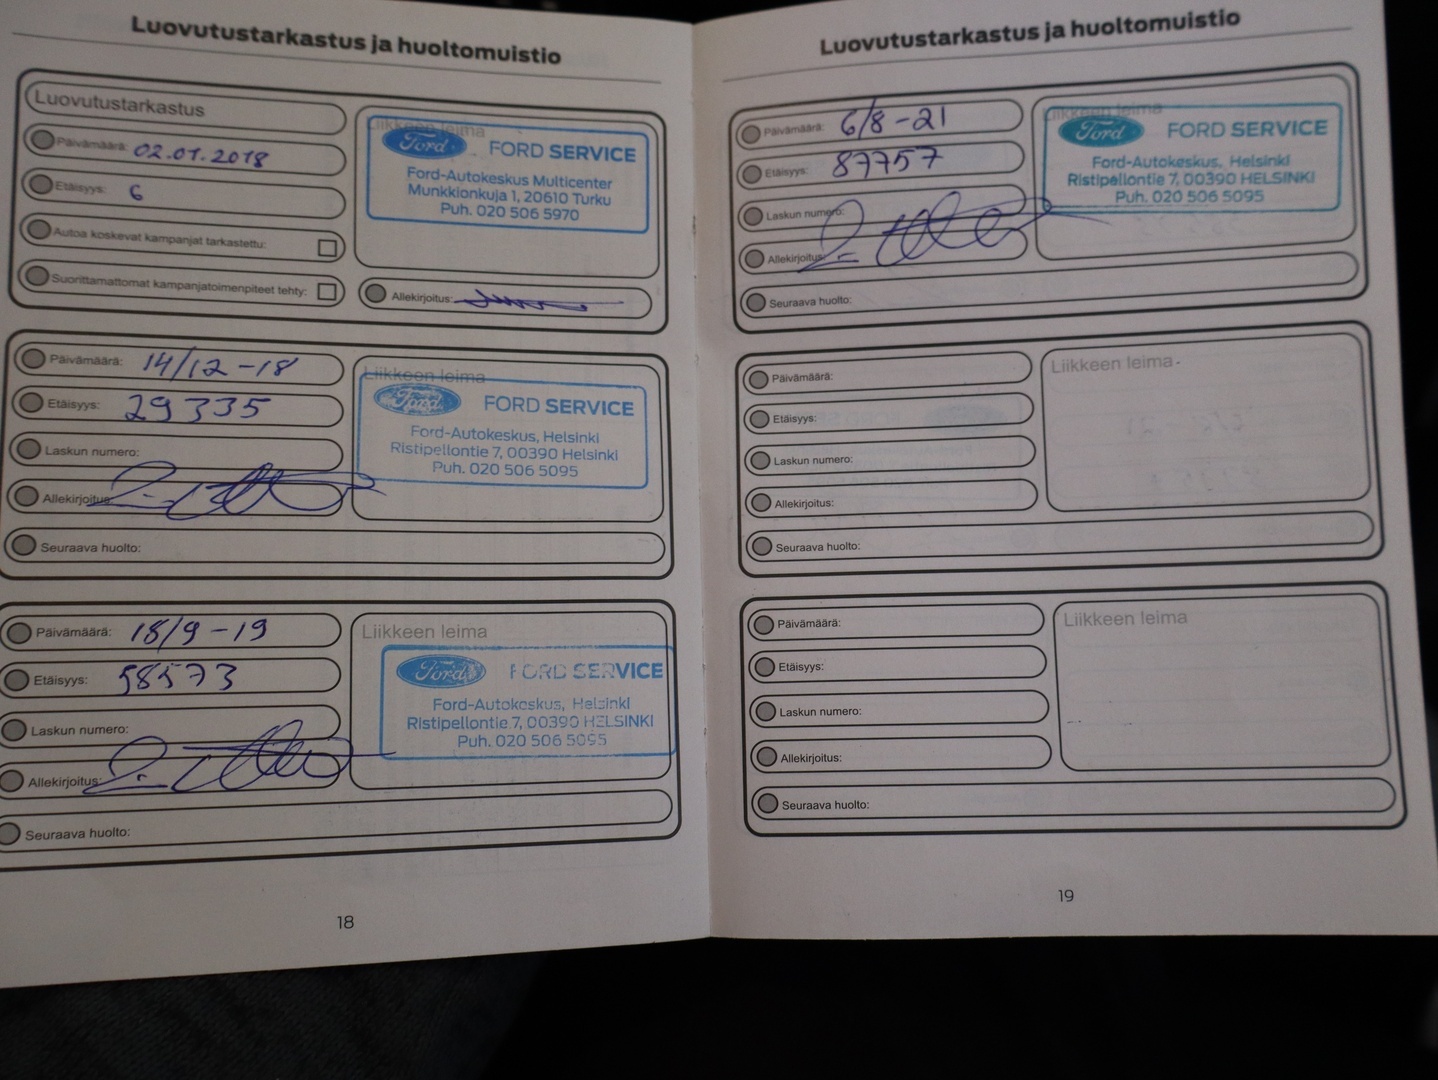 Luovutustarkastus ja huoltomuistio
Luovutustarkastus
Päivämäärä: 02.01.2018
Etäisyys: 6
Autoa koskevat kampanjat tarkastettu:
Suorittamattomat kampanjatoimenpiteet tehty:
Liikkeen leima
Ford FORD SERVICE
Ford-Autokeskus Multicenter
Munkkionkuja 1, 20610 Turku
Puh. 020 506 5970
Allekirjoitus:
Päivämäärä: 14/12-18
Etäisyys: 29335
Laskun numero:
Allekirjoitus:
Liikkeen leima
Ford FORD SERVICE
Ford-Autokeskus, Helsinki
Ristipellontie 7, 00390 Helsinki
Puh. 020 506 5095
Seuraava huolto:
Päivämäärä: 18/9-19
Etäisyys: 58573
Laskun numero:
Allekirjoitus:
Liikkeen leima
Ford FORD SERVICE
Ford-Autokeskus, Helsinki
Ristipellontie 7, 00390 HELSINKI
Puh. 020 506 5095
Seuraava huolto:
18
Luovutustarkastus ja huoltomuistio
Päivämäärä: 6/8-21
Etäisyys: 87757
Laskun numero:
Allekirjoitus:
Liikkeen leima
Ford FORD SERVICE
Ford-Autokeskus, Helsinki
Ristipellontie 7, 00390 HELSINKI
Puh. 020 506 5095
Seuraava huolto:
Päivämäärä:
Etäisyys:
Laskun numero:
Allekirjoitus:
Liikkeen leima
Seuraava huolto:
Päivämäärä:
Etäisyys:
Laskun numero:
Allekirjoitus:
Liikkeen leima
Seuraava huolto:
19